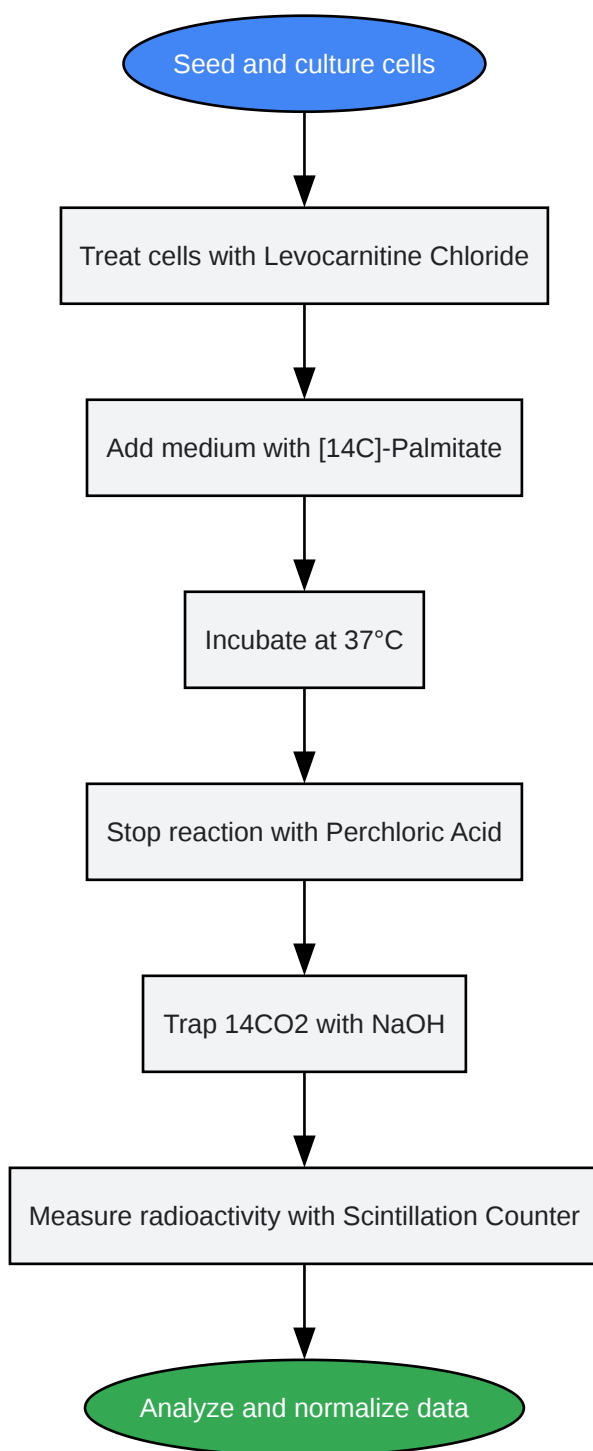 Seed and culture cells
Treat cells with Levocarnitine Chloride
Add medium with [14C]-Palmitate
Incubate at 37°C
Stop reaction with Perchloric Acid
Trap 14CO2 with NaOH
Measure radioactivity with Scintillation Counter
Analyze and normalize data